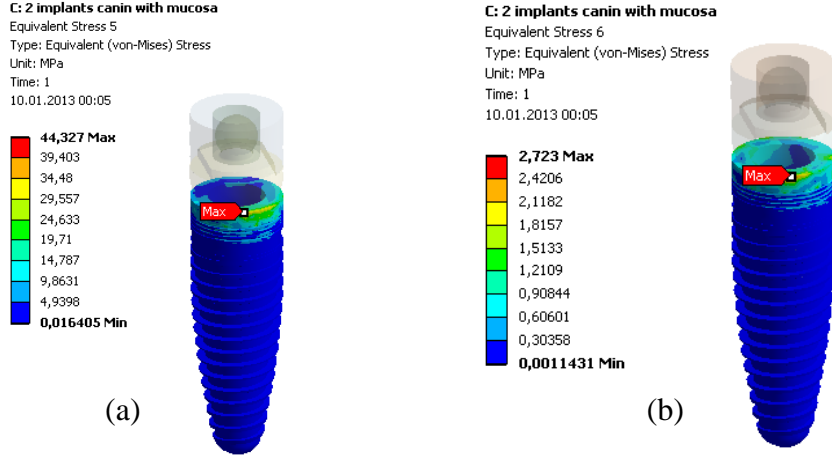 C: 2 implants canin with mucosa
Equivalent Stress 5
Type: Equivalent (von-Mises) Stress
Unit: MPa
Time: 1
10.01.2013 00:05
44,327 Max
39,403
34,48
29,557
24,633
19,71
14,787
9,8631
4,9398
0,016405 Min
Max
(a)
C: 2 implants canin with mucosa
Equivalent Stress 6
Type: Equivalent (von-Mises) Stress
Unit: MPa
Time: 1
10.01.2013 00:05
2,723 Max
2,4206
2,1182
1,8157
1,5133
1,2109
0,90844
0,60601
0,30358
0,0011431 Min
Max
(b)